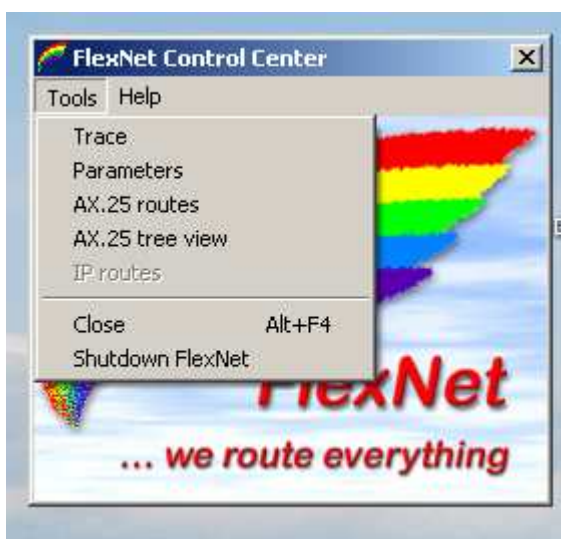 FlexNet Control Center
Tools Help
Trace
Parameters
AX.25 routes
AX.25 tree view
IP routes
Close Alt+F4
Shutdown FlexNet
FlexNet
... we route everything